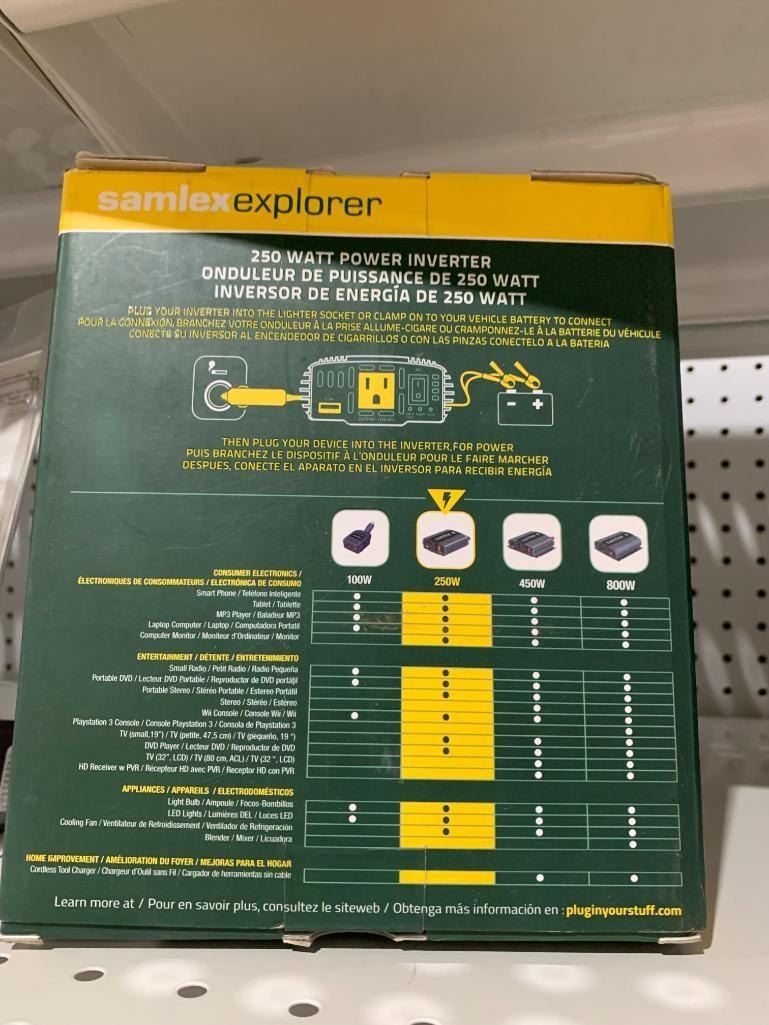 samlexexplorer
250 WATT POWER INVERTER
ONDULEUR DE PUISSANCE DE 250 WATT
INVERSOR DE ENERGÍA DE 250 WATT
PLUG YOUR INVERTER INTO THE LIGHTER SOCKET OR CLAMP ON TO YOUR VEHICLE BATTERY TO CONNECT
POUR LA CONNEXION, BRANCHEZ VOTRE ONDULEUR À LA PRISE ALLUME-CIGARE OU CRAMPONNEZ-LE À LA BATTERIE DU VÉHICULE
CONECTE SU INVERSOR AL ENCENDEDOR DE CIGARRILLOS O CON LAS PINZAS CONECTELO A LA BATERIA
- +
THEN PLUG YOUR DEVICE INTO THE INVERTER, FOR POWER
PUIS BRANCHEZ LE DISPOSITIF À L'ONDULEUR POUR LE FAIRE MARCHER
DESPUES, CONECTE EL APARATO EN EL INVERSOR PARA RECIBIR ENERGÍA
100W 250W 450W 800W
CONSUMER ELECTRONICS /
ÉLECTRONIQUES DE CONSOMMATEURS / ELECTRÓNICA DE CONSUMO
Smart Phone / Teléfono Inteligente
Tablet / Tablette
MP3 Player / Baladeur MP3
Laptop Computer / Laptop / Computadora Portatil
Computer Monitor / Moniteur d'Ordinateur / Monitor
ENTERTAINMENT / DÉTENTE / ENTRETENIMIENTO
Small Radio / Petit Radio / Radio Pequeña
Portable DVD / Lecteur DVD Portable / Reproductor de DVD portátjl
Portable Stereo / Stéréo Portable / Estereo Portátil
Stereo / Stéréo / Estéreo
Wii Console / Console Wii / Wii
Playstation 3 Console / Console Playstation 3 / Consola de Playstation 3
TV (small,19") / TV (petite, 47,5 cm) / TV (pequeño, 19 ")
DVD Player / Lecteur DVD / Reproductor de DVD
TV (32", LCD) / TV (80 cm, ACL) / TV (32 ", LCD)
HD Receiver w PVR / Récepteur HD avec PVR / Receptor HD con PVR
APPLIANCES / APPAREILS / ELECTRODOMÉSTICOS
Light Bulb / Ampoule / Focos-Bombillos
LED Lights / Lumières DEL / Luces LED
Cooling Fan / Ventilateur de Refroidissement / Ventilador de Refrigeración
Blender / Mixer / Licuadora
HOME IMPROVEMENT / AMÉLIORATION DU FOYER / MEJORAS PARA EL HOGAR
Cordless Tool Charger / Chargeur d'Outil sans Fil / Cargador de herramientas sin cable
Learn more at / Pour en savoir plus, consultez le siteweb / Obtenga más información en : pluginyourstuff.com